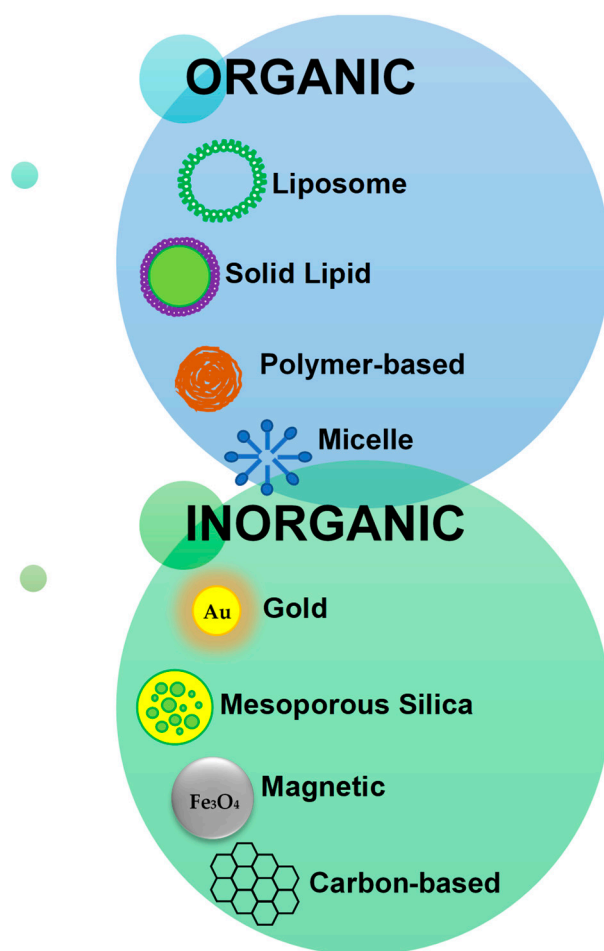 ORGANIC
Liposome
Solid Lipid
Polymer-based
Micelle
INORGANIC
Au
Gold
Mesoporous Silica
Fe₃O₄
Magnetic
Carbon-based